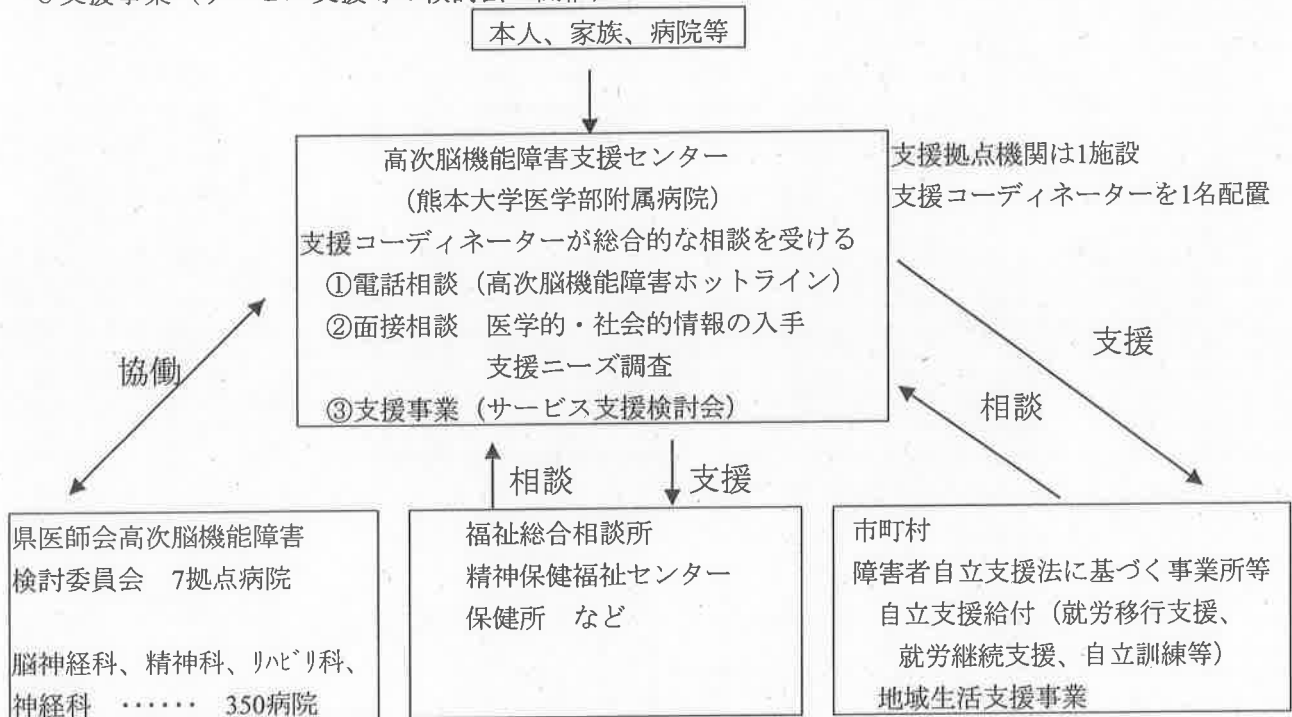 本人、家族、病院等
高次脳機能障害支援センター
(熊本大学医学部附属病院)
支援コーディネーターが総合的な相談を受ける
①電話相談(高次脳機能障害ホットライン)
②面接相談　医学的・社会的情報の入手
支援ニーズ調査
③支援事業(サービス支援検討会)
支援拠点機関は1施設
支援コーディネーターを1名配置
協働
相談
支援
相談
支援
県医師会高次脳機能障害
検討委員会　7拠点病院
脳神経科、精神科、ﾘﾊﾋﾞﾘ科、
神経科　……　350病院
福祉総合相談所
精神保健福祉センター
保健所　など
市町村
障害者自立支援法に基づく事業所等
自立支援給付(就労移行支援、
就労継続支援、自立訓練等)
地域生活支援事業